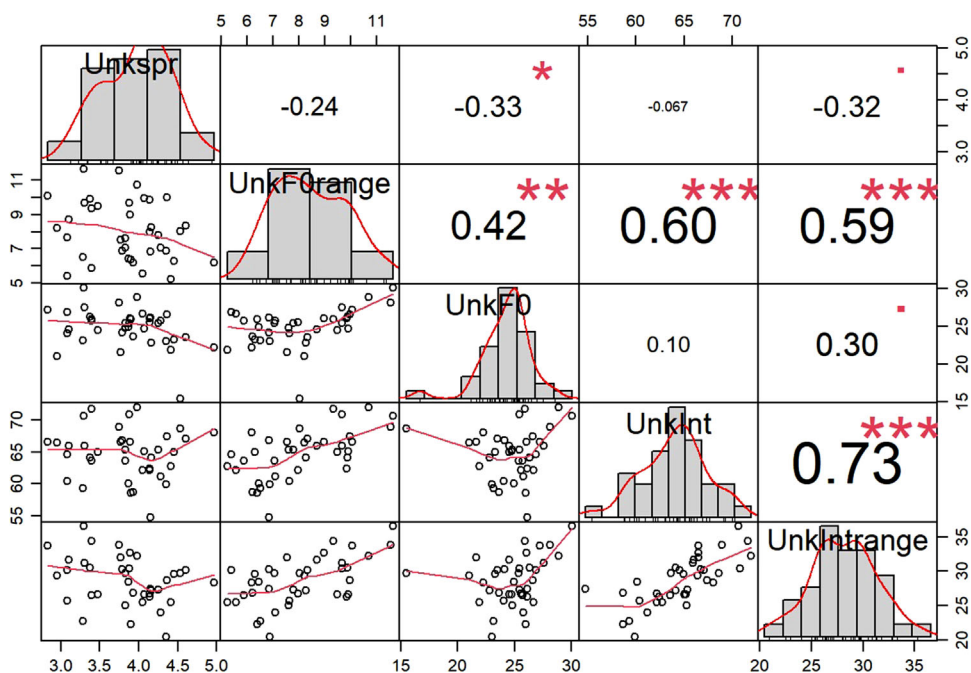 5 6 7 8 9 11
55 60 65 70
Unkspr
-0.24
-0.33
*
-0.067
-0.32
.
3.0 4.0 5.0
5 7 9 11
UnkF0range
0.42
**
0.60
***
0.59
***
UnkF0
0.10
0.30
.
15 20 25 30
55 60 65 70
UnkInt
0.73
***
UnkIntrange
20 25 30 35
3.0 3.5 4.0 4.5 5.0
15 20 25 30
20 25 30 35